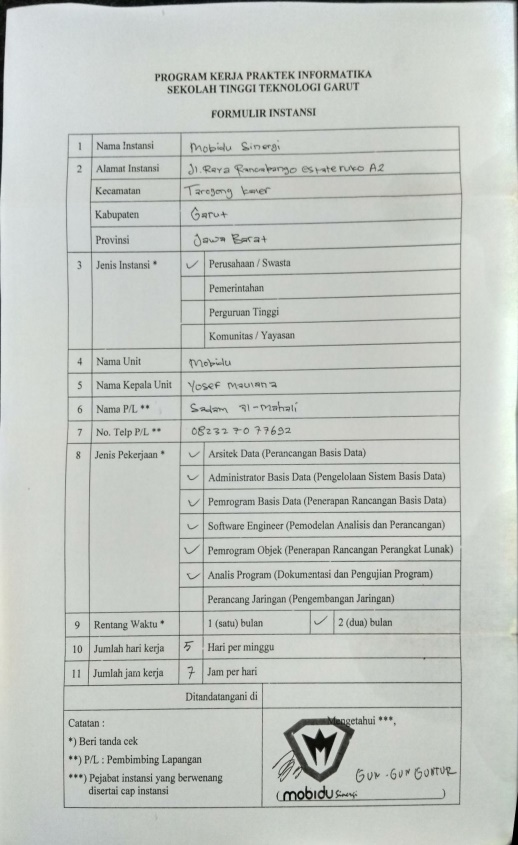 PROGRAM KERJA PRAKTEK INFORMATIKA
SEKOLAH TINGGI TEKNOLOGI GARUT
FORMULIR INSTANSI
1 Nama Instansi Mobidu Sinergi
2 Alamat Instansi Jl. Raya Rancabango estate ruko A2
Kecamatan Tarogong kaler
Kabupaten Garut
Provinsi Jawa Barat
3 Jenis Instansi * ✓ Perusahaan / Swasta
Pemerintahan
Perguruan Tinggi
Komunitas / Yayasan
4 Nama Unit Mobidu
5 Nama Kepala Unit Yosef Maulana
6 Nama P/L ** Sadam al-mahali
7 No. Telp P/L ** 082327077692
8 Jenis Pekerjaan * ✓ Arsitek Data (Perancangan Basis Data)
✓ Administrator Basis Data (Pengelolaan Sistem Basis Data)
✓ Pemrogram Basis Data (Penerapan Rancangan Basis Data)
✓ Software Engineer (Pemodelan Analisis dan Perancangan)
✓ Pemrogram Objek (Penerapan Rancangan Perangkat Lunak)
✓ Analis Program (Dokumentasi dan Pengujian Program)
Perancang Jaringan (Pengembangan Jaringan)
9 Rentang Waktu * 1 (satu) bulan ✓ 2 (dua) bulan
10 Jumlah hari kerja 5 Hari per minggu
11 Jumlah jam kerja 7 Jam per hari
Ditandatangani di
Catatan :
*) Beri tanda cek
**) P/L : Pembimbing Lapangan
***) Pejabat instansi yang berwenang
disertai cap instansi
Mengetahui ***,
GUN-GUN GUNTUR
(mobidu Sinergi )